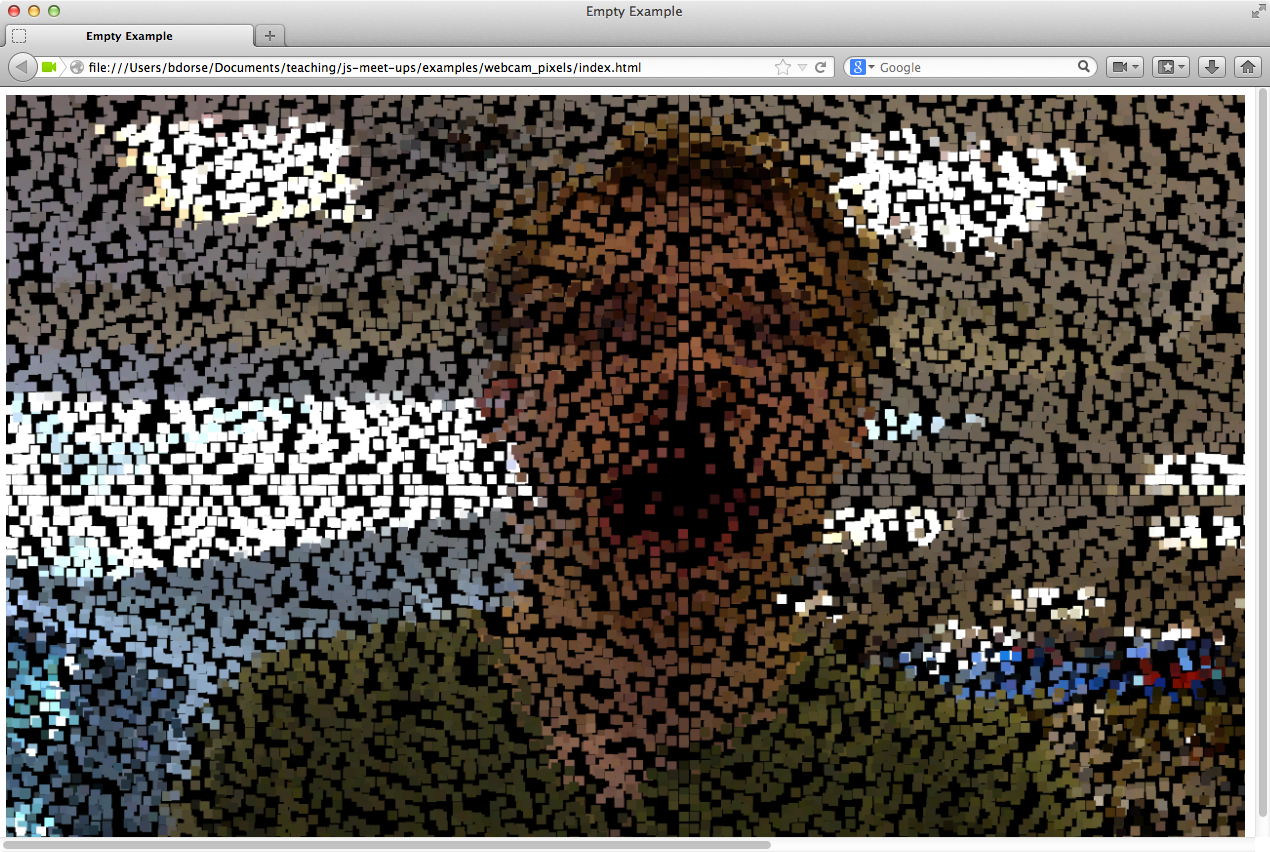 Empty Example
Empty Example
file:///Users/bdorse/Documents/teaching/js-meet-ups/examples/webcam_pixels/index.html
Google